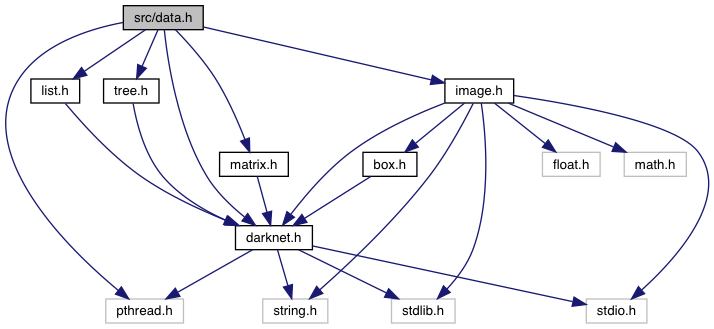 src/data.h
list.h
tree.h
image.h
matrix.h
box.h
float.h
math.h
darknet.h
pthread.h
string.h
stdlib.h
stdio.h